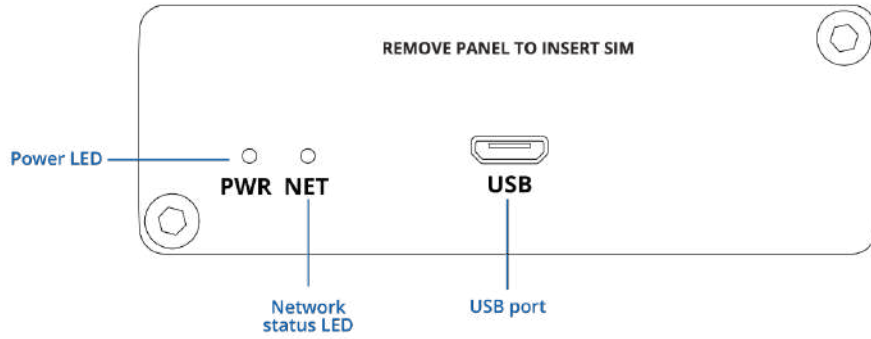 REMOVE PANEL TO INSERT SIM
Power LED
PWR NET
USB
Network
status LED
USB port